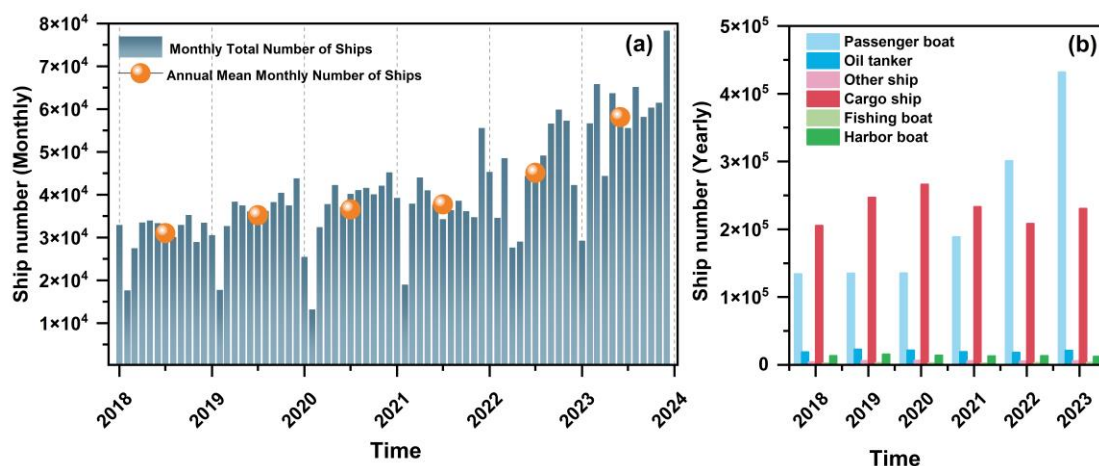 (a)
Monthly Total Number of Ships
Annual Mean Monthly Number of Ships
Ship number (Monthly)
8×10⁴
7×10⁴
6×10⁴
5×10⁴
4×10⁴
3×10⁴
2×10⁴
1×10⁴
2018
2019
2020
2021
2022
2023
2024
Time
(b)
Passenger boat
Oil tanker
Other ship
Cargo ship
Fishing boat
Harbor boat
Ship number (Yearly)
5×10⁵
4×10⁵
3×10⁵
2×10⁵
1×10⁵
0
2018
2019
2020
2021
2022
2023
Time